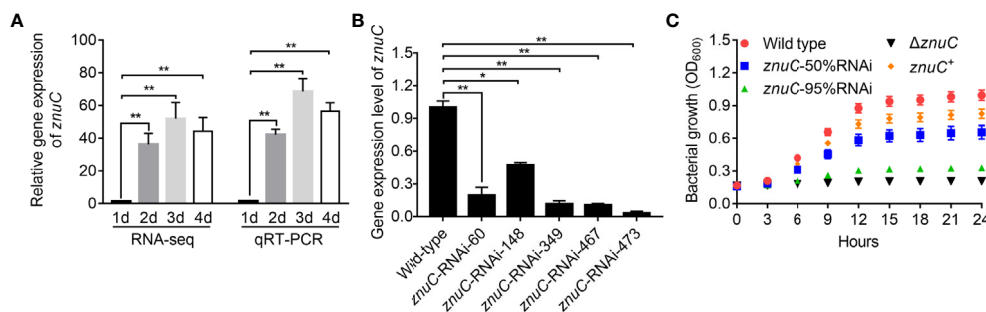 A
Relative gene expression
of znuC
100
80
60
40
20
0
**
**
**
**
**
**
1d 2d 3d 4d
1d 2d 3d 4d
RNA-seq
qRT-PCR
B
Gene expression level of znuC
1.5
1.2
0.9
0.6
0.3
0.0
**
**
**
*
**
Wild-type
znuC-RNAi-60
znuC-RNAi-148
znuC-RNAi-349
znuC-RNAi-467
znuC-RNAi-473
C
Bacterial growth (OD600)
1.5
1.2
0.9
0.6
0.3
0.0
Wild type
znuC-50%RNAi
znuC-95%RNAi
ΔznuC
znuC+
0 3 6 9 12 15 18 21 24
Hours